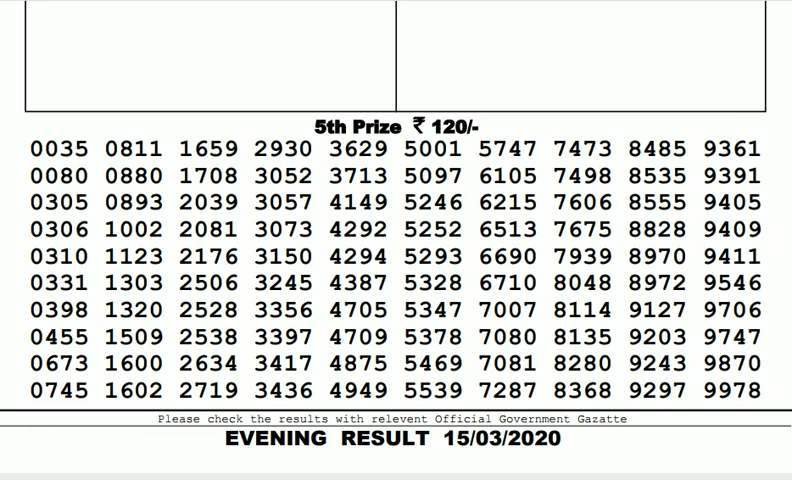 5th Prize ₹ 120/-
0035 0811 1659 2930 3629 5001 5747 7473 8485 9361
0080 0880 1708 3052 3713 5097 6105 7498 8535 9391
0305 0893 2039 3057 4149 5246 6215 7606 8555 9405
0306 1002 2081 3073 4292 5252 6513 7675 8828 9409
0310 1123 2176 3150 4294 5293 6690 7939 8970 9411
0331 1303 2506 3245 4387 5328 6710 8048 8972 9546
0398 1320 2528 3356 4705 5347 7007 8114 9127 9706
0455 1509 2538 3397 4709 5378 7080 8135 9203 9747
0673 1600 2634 3417 4875 5469 7081 8280 9243 9870
0745 1602 2719 3436 4949 5539 7287 8368 9297 9978
Please check the results with relevent Official Government Gazatte
EVENING RESULT 15/03/2020